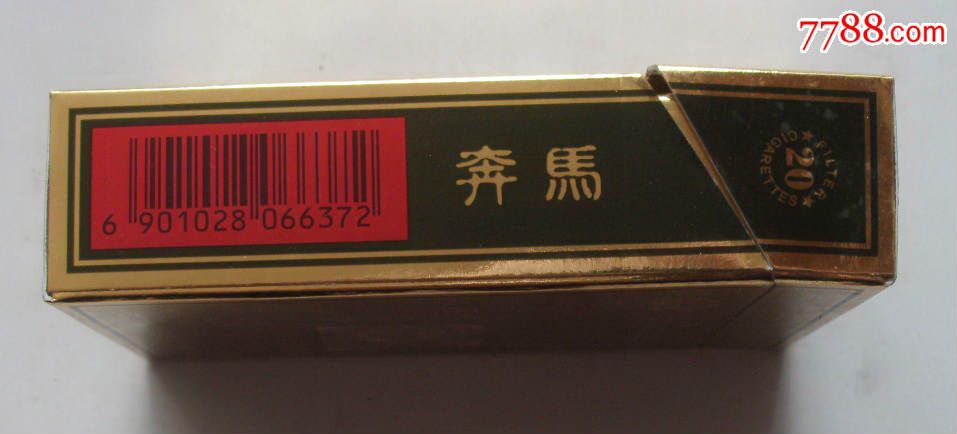 7788.com
6 901028 066372
奔馬
★FILTER★
20
CIGARETTES